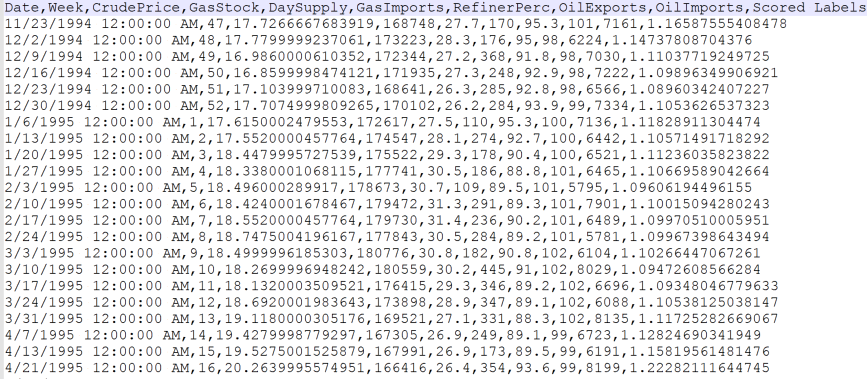 Date,Week,CrudePrice,GasStock,DaySupply,GasImports,RefinerPerc,OilExports,OilImports,Scored Labels
11/23/1994 12:00:00 AM,47,17.7266667683919,168748,27.7,170,95.3,101,7161,1.16587555408478
12/2/1994 12:00:00 AM,48,17.7799999237061,173223,28.3,176,95,98,6224,1.14737808704376
12/9/1994 12:00:00 AM,49,16.9860000610352,172344,27.2,368,91.8,98,7030,1.11037719249725
12/16/1994 12:00:00 AM,50,16.8599998474121,171935,27.3,248,92.9,98,7222,1.09896349906921
12/23/1994 12:00:00 AM,51,17.103999710083,168641,26.3,285,92.8,98,6566,1.08960342407227
12/30/1994 12:00:00 AM,52,17.7074999809265,170102,26.2,284,93.9,99,7334,1.1053626537323
1/6/1995 12:00:00 AM,1,17.6150002479553,172617,27.5,110,95.3,100,7136,1.11828911304474
1/13/1995 12:00:00 AM,2,17.5520000457764,174547,28.1,274,92.7,100,6442,1.10571491718292
1/20/1995 12:00:00 AM,3,18.4479995727539,175522,29.3,178,90.4,100,6521,1.11236035823822
1/27/1995 12:00:00 AM,4,18.3380001068115,177741,30.5,186,88.8,101,6465,1.10669589042664
2/3/1995 12:00:00 AM,5,18.496000289917,178673,30.7,109,89.5,101,5795,1.09606194496155
2/10/1995 12:00:00 AM,6,18.4240001678467,179472,31.3,291,89.3,101,7901,1.10015094280243
2/17/1995 12:00:00 AM,7,18.5520000457764,179730,31.4,236,90.2,101,6489,1.09970510005951
2/24/1995 12:00:00 AM,8,18.7475004196167,177843,30.5,284,89.2,101,5781,1.09967398643494
3/3/1995 12:00:00 AM,9,18.4999996185303,180776,30.8,182,90.8,102,6104,1.10266447067261
3/10/1995 12:00:00 AM,10,18.2699996948242,180559,30.2,445,91,102,8029,1.09472608566284
3/17/1995 12:00:00 AM,11,18.1320003509521,176415,29.3,346,89.2,102,6696,1.09348046779633
3/24/1995 12:00:00 AM,12,18.6920001983643,173898,28.9,347,89.1,102,6088,1.10538125038147
3/31/1995 12:00:00 AM,13,19.1180000305176,169521,27.1,331,88.3,102,8135,1.11725282669067
4/7/1995 12:00:00 AM,14,19.4279998779297,167305,26.9,249,89.1,99,6723,1.12824690341949
4/13/1995 12:00:00 AM,15,19.5275001525879,167991,26.9,173,89.5,99,6191,1.15819561481476
4/21/1995 12:00:00 AM,16,20.2639995574951,166416,26.4,354,93.6,99,8199,1.22282111644745